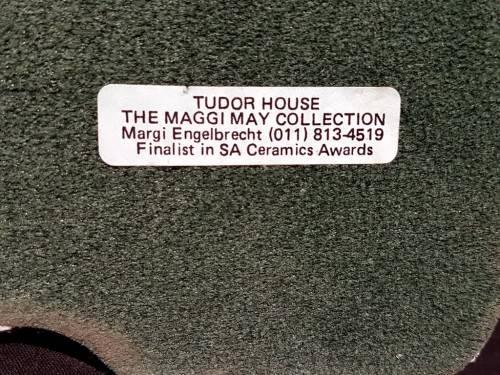 TUDOR HOUSE
THE MAGGI MAY COLLECTION
Margi Engelbrecht (011) 813-4519
Finalist in SA Ceramics Awards